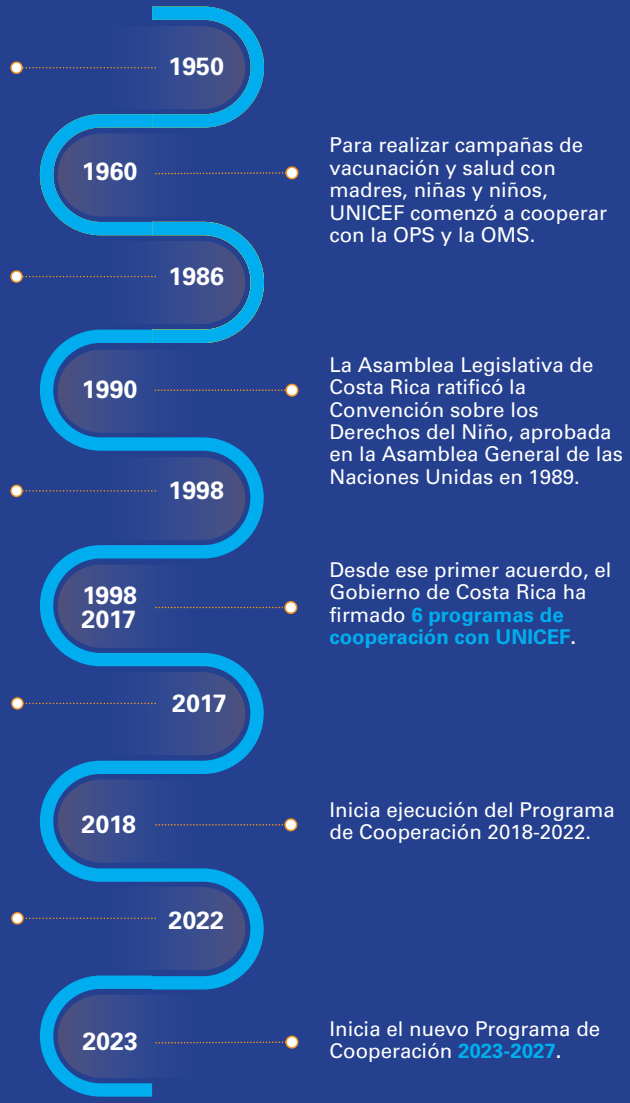 1950
1960
Para realizar campañas de
vacunación y salud con
madres, niñas y niños,
UNICEF comenzó a cooperar
con la OPS y la OMS.
1986
1990
La Asamblea Legislativa de
Costa Rica ratificó la
Convención sobre los
Derechos del Niño, aprobada
en la Asamblea General de las
Naciones Unidas en 1989.
1998
1998
2017
Desde ese primer acuerdo, el
Gobierno de Costa Rica ha
firmado 6 programas de
cooperación con UNICEF.
2017
2018
Inicia ejecución del Programa
de Cooperación 2018-2022.
2022
2023
Inicia el nuevo Programa de
Cooperación 2023-2027.